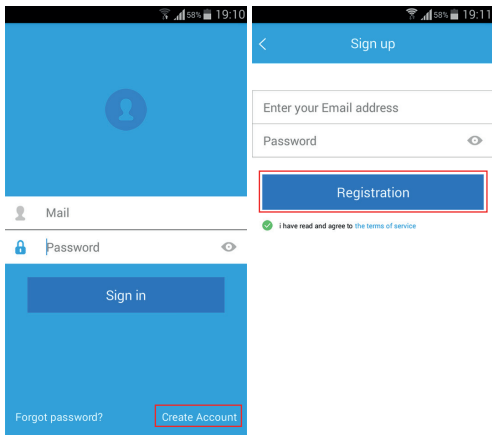 58% 19:10
Mail
Password
Sign in
Forgot password? Create Account
58% 19:11
Sign up
Enter your Email address
Password
Registration
i have read and agree to the terms of service